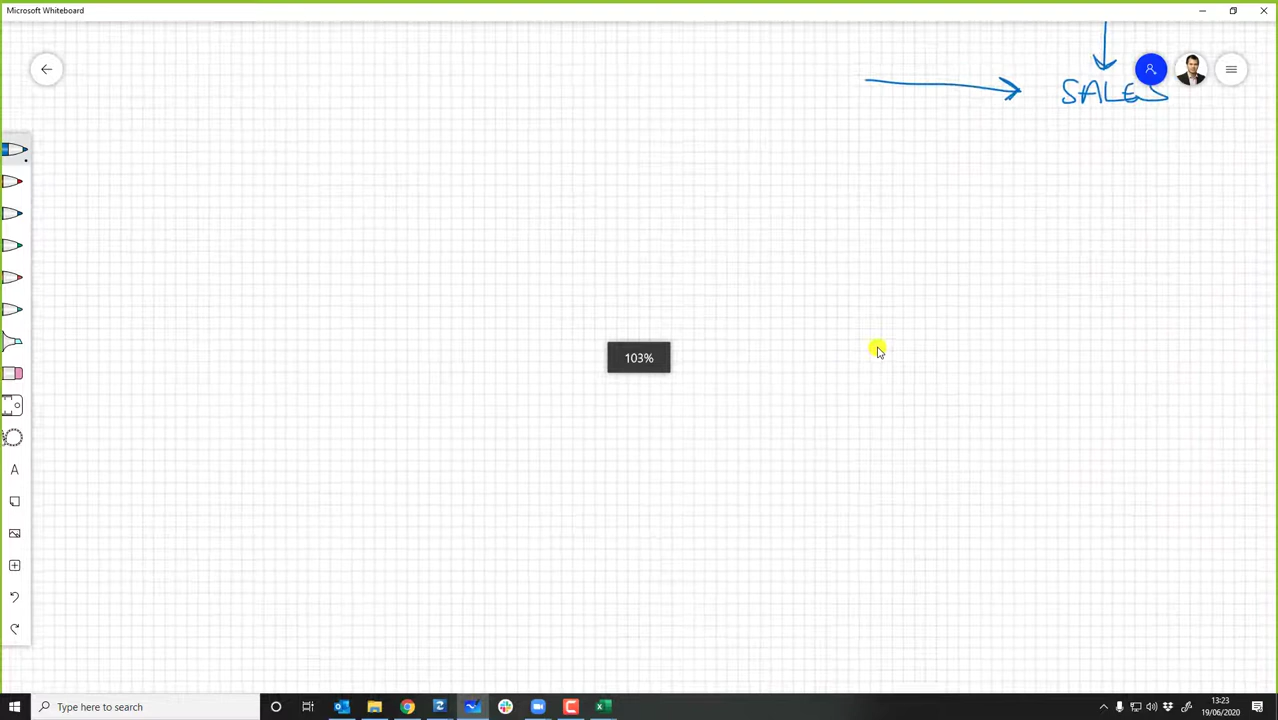 Microsoft Whiteboard
SALES
103%
A
Type here to search
13:23
19/06/2020